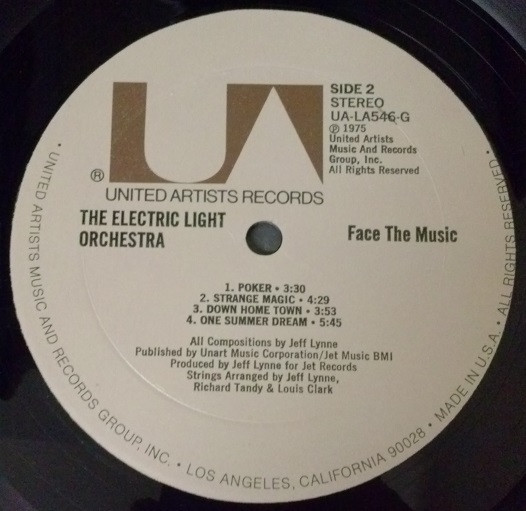 UA
®
UNITED ARTISTS RECORDS
SIDE 2
STEREO
UA-LA546-G
℗ 1975
United Artists
Music And Records
Group, Inc.
All Rights Reserved
THE ELECTRIC LIGHT
ORCHESTRA
Face The Music
1. POKER • 3:30
2. STRANGE MAGIC • 4:29
3. DOWN HOME TOWN • 3:53
4. ONE SUMMER DREAM • 5:45
All Compositions by Jeff Lynne
Published by Unart Music Corporation/Jet Music BMI
Produced by Jeff Lynne for Jet Records
Strings Arranged by Jeff Lynne,
Richard Tandy & Louis Clark
• UNITED ARTISTS MUSIC AND RECORDS GROUP, INC. • LOS ANGELES, CALIFORNIA 90028 • MADE IN U.S.A. • ALL RIGHTS RESERVED •